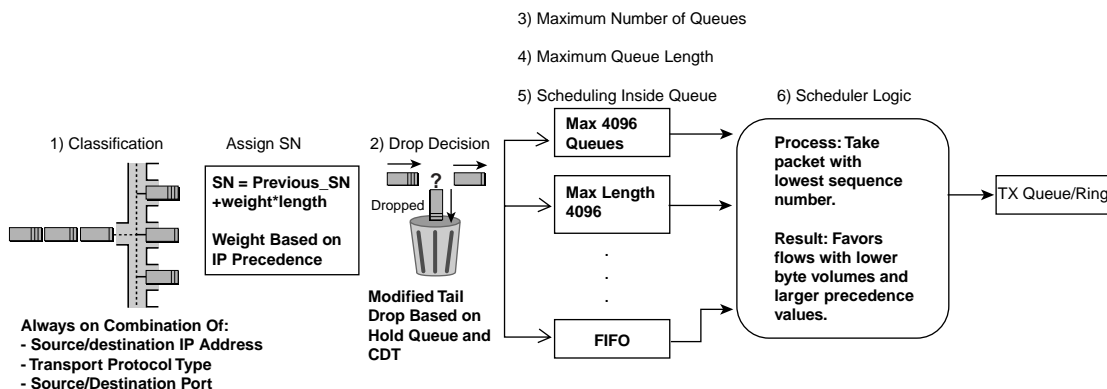 3) Maximum Number of Queues
4) Maximum Queue Length
5) Scheduling Inside Queue
6) Scheduler Logic
1) Classification
Assign SN
2) Drop Decision
SN = Previous_SN
+weight*length
Weight Based on
IP Precedence
?
Dropped
Modified Tail
Drop Based on
Hold Queue and
CDT
Max 4096
Queues
Max Length
4096
.
.
.
FIFO
Process: Take
packet with
lowest sequence
number.
Result: Favors
flows with lower
byte volumes and
larger precedence
values.
TX Queue/Ring
Always on Combination Of:
- Source/destination IP Address
- Transport Protocol Type
- Source/Destination Port